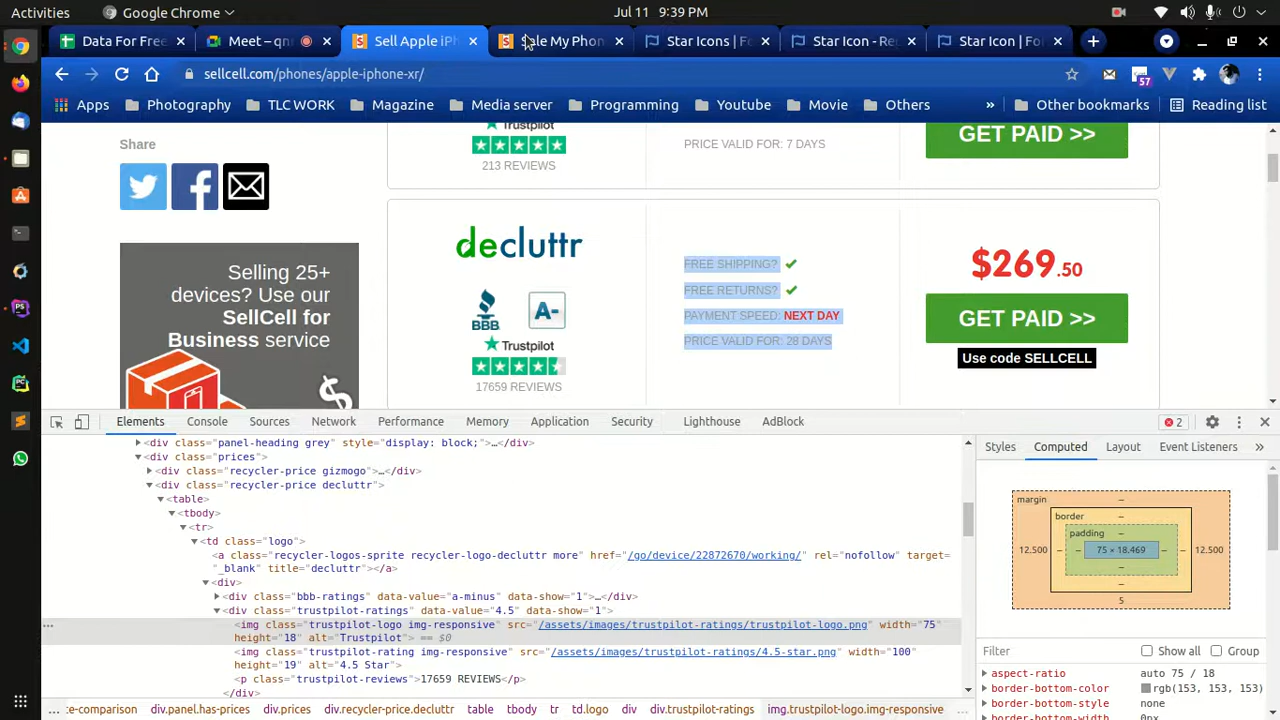 Activities Google Chrome Jul 11 9:39 PM
Data For Free Meet – qn Sell Apple iPh Sale My Phon Star Icons | Fo Star Icon - Re Star Icon | Fo
sellcell.com/phones/apple-iphone-xr/ 57
Apps Photography TLC WORK Magazine Media server Programming Youtube Movie Others » Other bookmarks Reading list
Share
Trustpilot
213 REVIEWS
PRICE VALID FOR: 7 DAYS
GET PAID >>
Selling 25+
devices? Use our
SellCell for
Business service
decluttr
BBB A-
Trustpilot
17659 REVIEWS
FREE SHIPPING?
FREE RETURNS?
PAYMENT SPEED: NEXT DAY
PRICE VALID FOR: 28 DAYS
$269.50
GET PAID >>
Use code SELLCELL
Elements Console Sources Network Performance Memory Application Security Lighthouse AdBlock 2
<div class="panel-heading grey" style="display: block;">…</div>
<div class="prices">
<div class="recycler-price gizmogo">…</div>
<div class="recycler-price decluttr">
<table>
<tbody>
<tr>
<td class="logo">
<a class="recycler-logos-sprite recycler-logo-decluttr more" href="/go/device/22872670/working/" rel="nofollow" target=
"_blank" title="decluttr"></a>
<div>
<div class="bbb-ratings" data-value="a-minus" data-show="1">…</div>
<div class="trustpilot-ratings" data-value="4.5" data-show="1">
<img class="trustpilot-logo img-responsive" src="/assets/images/trustpilot-ratings/trustpilot-logo.png" width="75"
height="18" alt="Trustpilot"> == $0
<img class="trustpilot-rating img-responsive" src="/assets/images/trustpilot-ratings/4.5-star.png" width="100"
height="19" alt="4.5 Star">
<p class="trustpilot-reviews">17659 REVIEWS</p>
</div>
… ce-comparison div.panel.has-prices div.prices div.recycler-price.decluttr table tbody tr td.logo div div.trustpilot-ratings img.trustpilot-logo.img-responsive …
Styles Computed Layout Event Listeners »
margin –
border –
padding –
12.500 – – 75 × 18.469 – – 12.500
–
–
5
Filter Show all Group
aspect-ratio auto 75 / 18
border-bottom-color rgb(153, 153, 153)
border-bottom-style none
border-bottom-width 0px